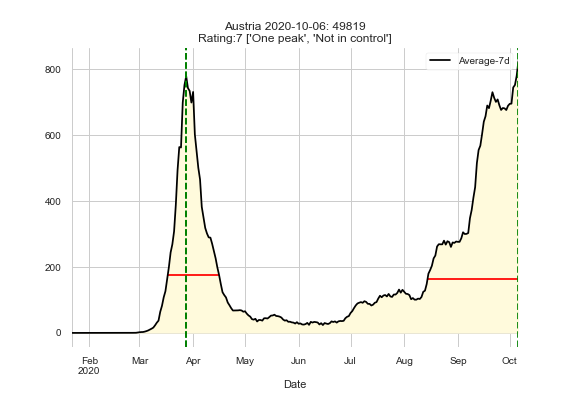 Austria 2020-10-06: 49819
Rating:7 ['One peak', 'Not in control']
Average-7d
800
600
400
200
0
Feb Mar Apr May Jun Jul Aug Sep Oct
2020
Date